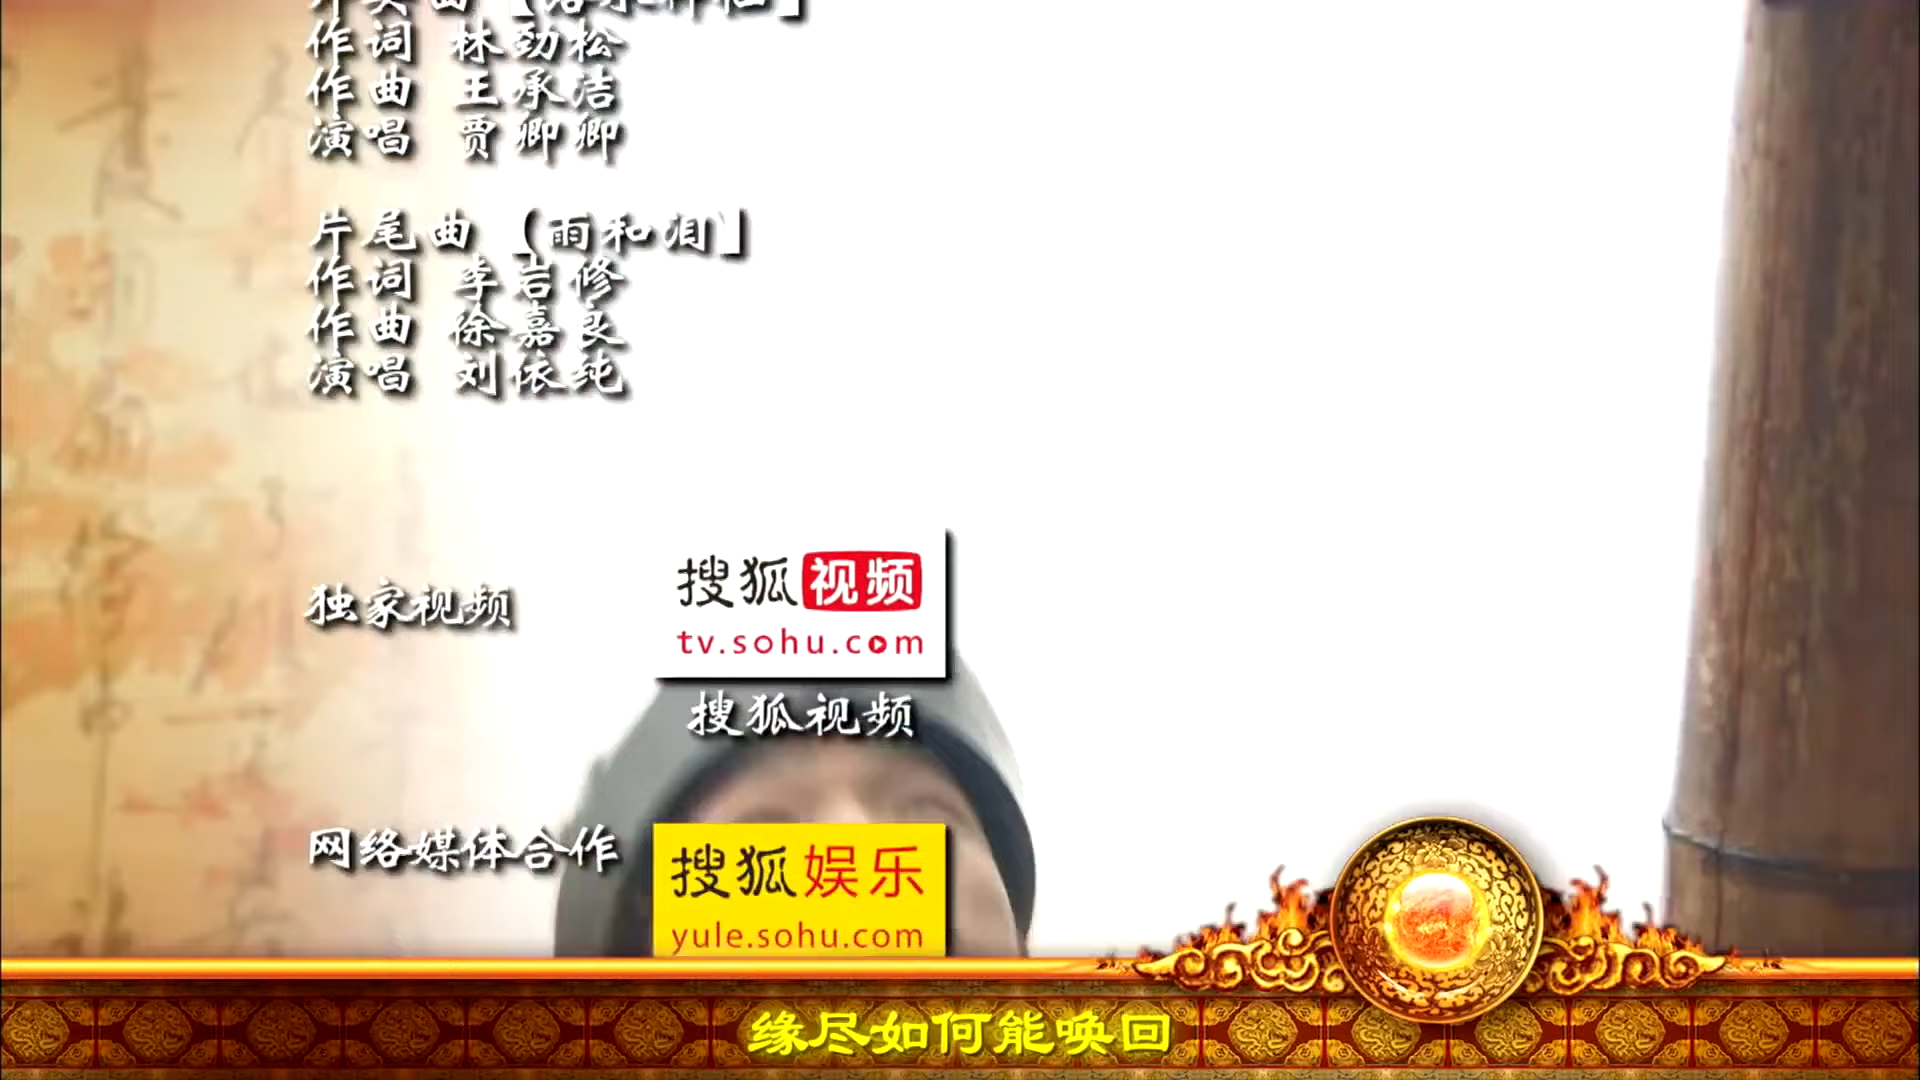 作词 林劲松
作曲 王承洁
演唱 贾卿卿
片尾曲 【雨和泪】
作词 李岩修
作曲 徐嘉良
演唱 刘依纯
独家视频
搜狐视频
tv.sohu.com
搜狐视频
网络媒体合作
搜狐娱乐
yule.sohu.com
缘尽如何能唤回